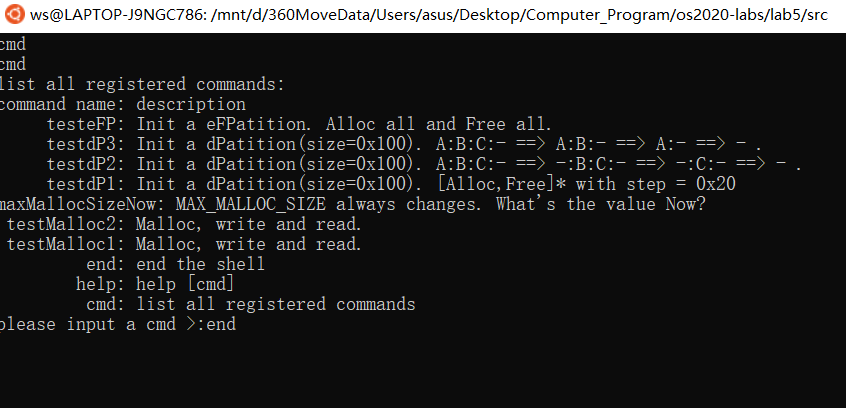 ws@LAPTOP-J9NGC786: /mnt/d/360MoveData/Users/asus/Desktop/Computer_Program/os2020-labs/lab5/src
cmd
cmd
list all registered commands:
command name: description
testeFP: Init a eFPatition. Alloc all and Free all.
testdP3: Init a dPatition(size=0x100). A:B:C:- ==> A:B:- ==> A:- ==> - .
testdP2: Init a dPatition(size=0x100). A:B:C:- ==> -:B:C:- ==> -:C:- ==> - .
testdP1: Init a dPatition(size=0x100). [Alloc,Free]* with step = 0x20
maxMallocSizeNow: MAX_MALLOC_SIZE always changes. What's the value Now?
testMalloc2: Malloc, write and read.
testMalloc1: Malloc, write and read.
end: end the shell
help: help [cmd]
cmd: list all registered commands
please input a cmd >:end